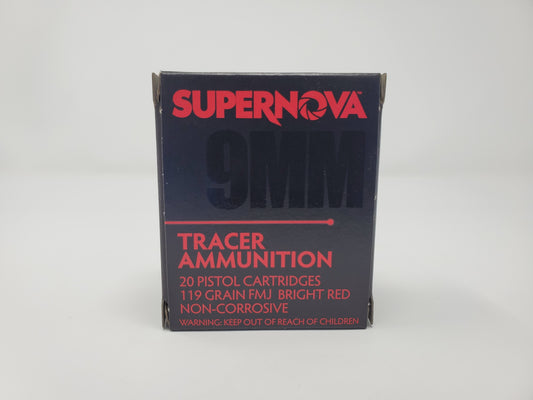 SUPERNOVA™
9MM
TRACER
AMMUNITION
20 PISTOL CARTRIDGES
119 GRAIN FMJ BRIGHT RED
NON-CORROSIVE
WARNING: KEEP OUT OF REACH OF CHILDREN